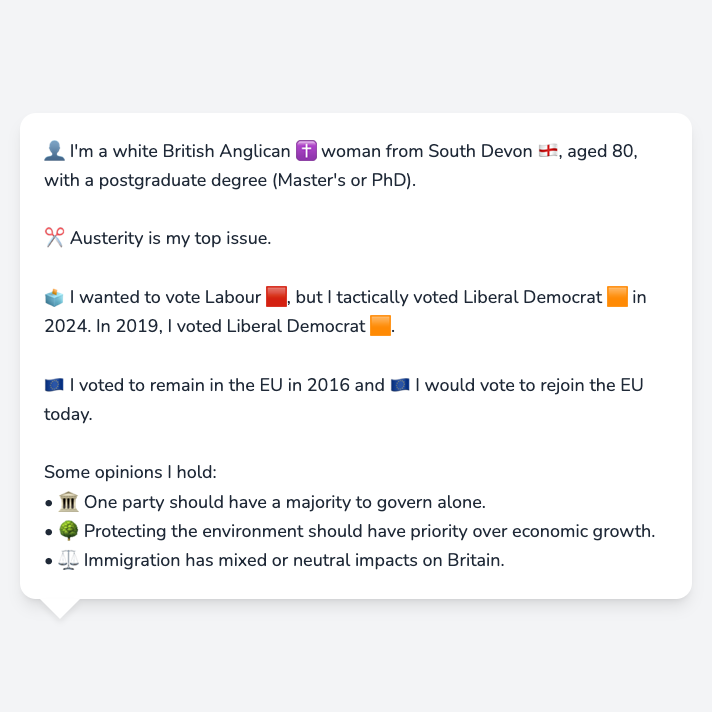 👤 I'm a white British Anglican ✝️ woman from South Devon 🏴󠁧󠁢󠁥󠁮󠁧󠁿, aged 80,
with a postgraduate degree (Master's or PhD).
✂️ Austerity is my top issue.
🗳️ I wanted to vote Labour 🟥, but I tactically voted Liberal Democrat 🟧 in
2024. In 2019, I voted Liberal Democrat 🟧.
🇪🇺 I voted to remain in the EU in 2016 and 🇪🇺 I would vote to rejoin the EU
today.
Some opinions I hold:
• 🏛️ One party should have a majority to govern alone.
• 🌳 Protecting the environment should have priority over economic growth.
• ⚖️ Immigration has mixed or neutral impacts on Britain.